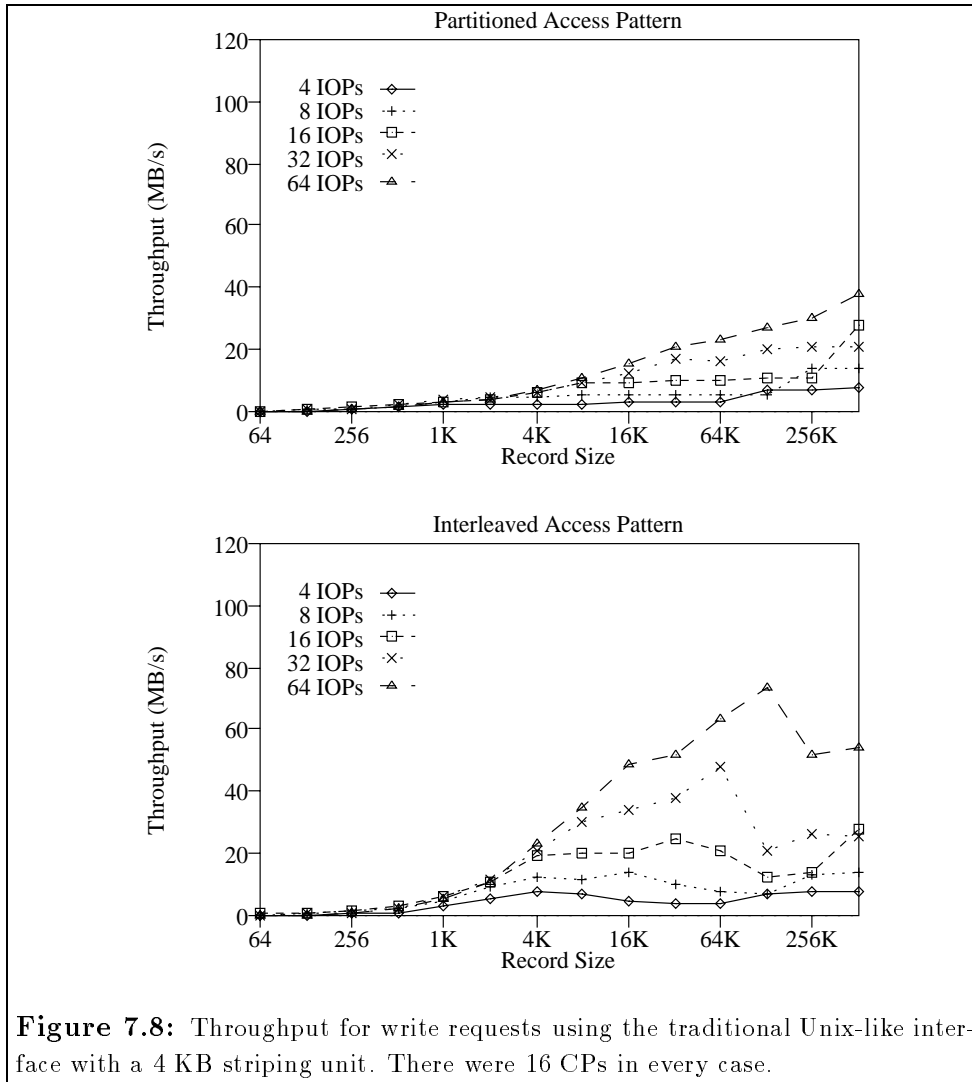 Partitioned Access Pattern
120
100
80
60
40
20
0
Throughput (MB/s)
4 IOPs
8 IOPs
16 IOPs
32 IOPs
64 IOPs
64 256 1K 4K 16K 64K 256K
Record Size
Interleaved Access Pattern
120
100
80
60
40
20
0
Throughput (MB/s)
4 IOPs
8 IOPs
16 IOPs
32 IOPs
64 IOPs
64 256 1K 4K 16K 64K 256K
Record Size
Figure 7.8: Throughput for write requests using the traditional Unix-like inter-
face with a 4 KB striping unit. There were 16 CPs in every case.